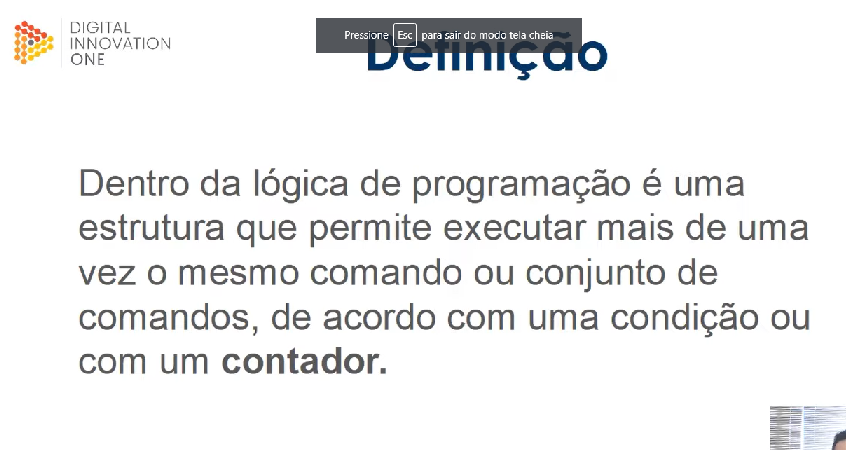 DIGITAL
INNOVATION
ONE
Pressione Esc para sair do modo tela cheia
Definição
Dentro da lógica de programação é uma
estrutura que permite executar mais de uma
vez o mesmo comando ou conjunto de
comandos, de acordo com uma condição ou
com um contador.